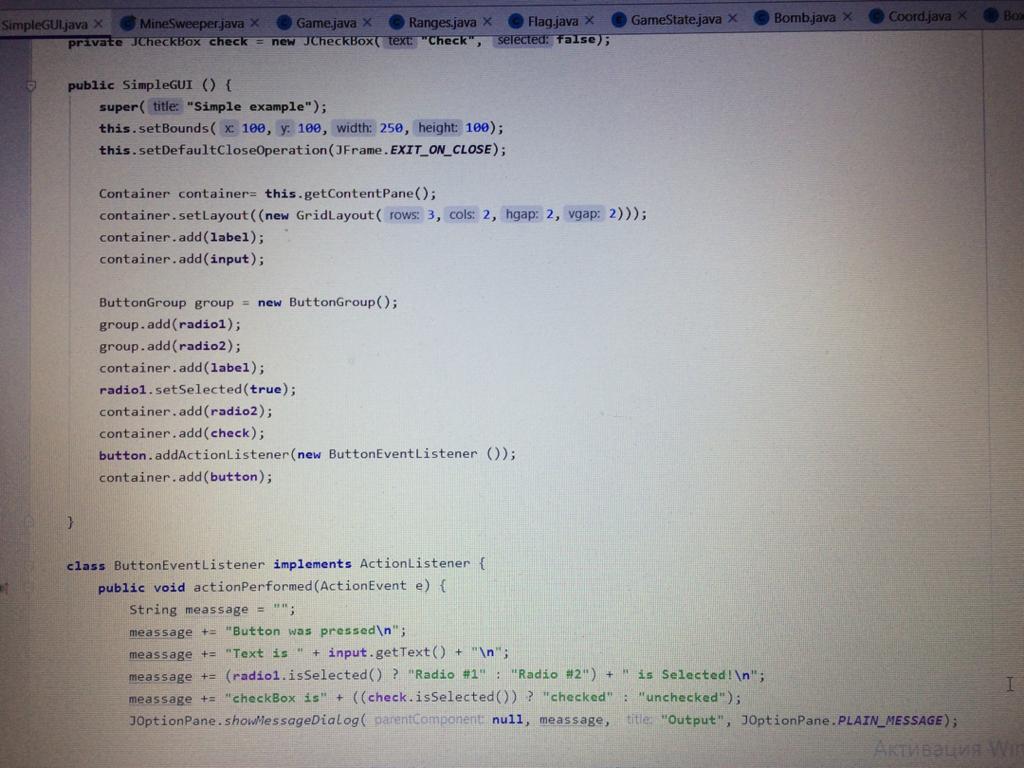 SimpleGUI.java × MineSweeper.java × Game.java × Ranges.java × Flag.java × GameState.java × Bomb.java × Coord.java ×
private JCheckBox check = new JCheckBox( text: "Check", selected: false);
public SimpleGUI () {
super( title: "Simple example");
this.setBounds( x: 100, y: 100, width: 250, height: 100);
this.setDefaultCloseOperation(JFrame.EXIT_ON_CLOSE);
Container container= this.getContentPane();
container.setLayout((new GridLayout( rows: 3, cols: 2, hgap: 2, vgap: 2)));
container.add(label);
container.add(input);
ButtonGroup group = new ButtonGroup();
group.add(radio1);
group.add(radio2);
container.add(label);
radio1.setSelected(true);
container.add(radio2);
container.add(check);
button.addActionListener(new ButtonEventListener ());
container.add(button);
}
class ButtonEventListener implements ActionListener {
public void actionPerformed(ActionEvent e) {
String meassage = "";
meassage += "Button was pressed\n";
meassage += "Text is " + input.getText() + "\n";
meassage += (radio1.isSelected() ? "Radio #1" : "Radio #2") + " is Selected!\n";
meassage += "checkBox is" + ((check.isSelected()) ? "checked" : "unchecked");
JOptionPane.showMessageDialog( parentComponent: null, meassage, title: "Output", JOptionPane.PLAIN_MESSAGE);
Активация Win